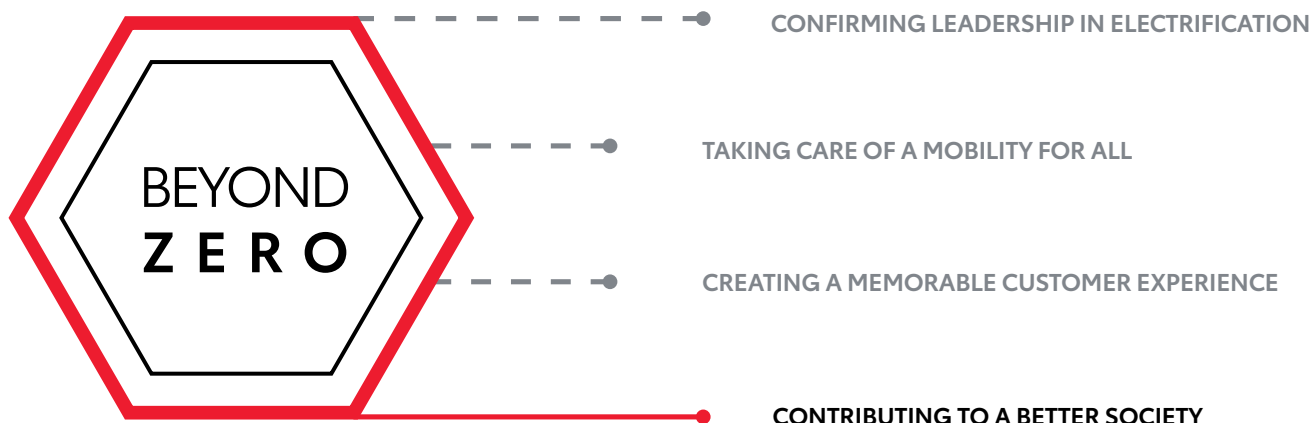 CONFIRMING LEADERSHIP IN ELECTRIFICATION
TAKING CARE OF A MOBILITY FOR ALL
BEYOND
ZERO
CREATING A MEMORABLE CUSTOMER EXPERIENCE
CONTRIBUTING TO A BETTER SOCIETY